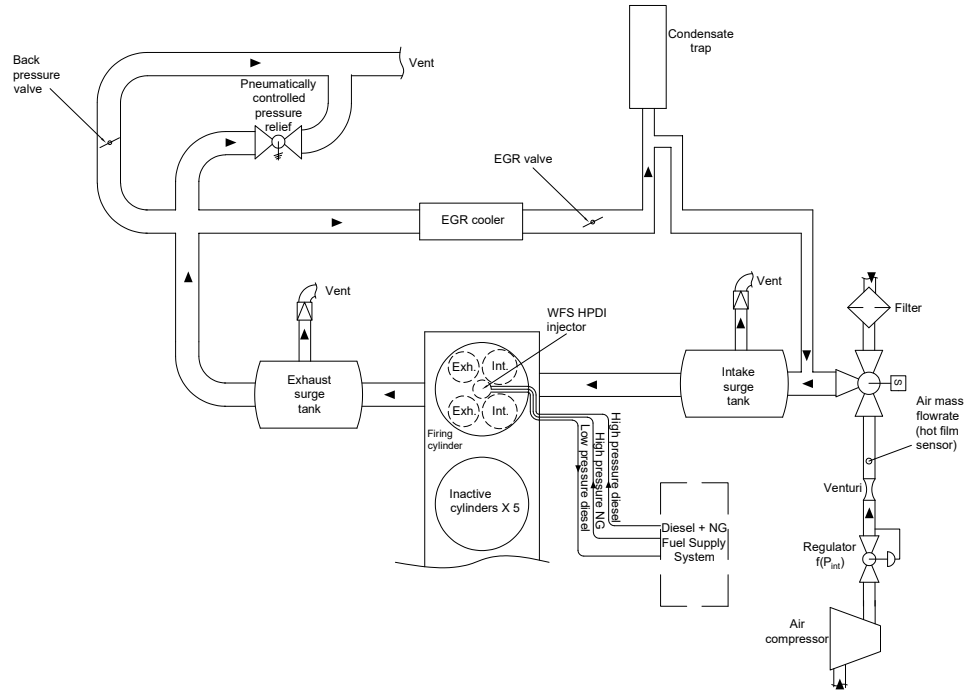 Condensate
trap
Back
pressure
valve
Vent
Pneumatically
controlled
pressure
relief
EGR valve
EGR cooler
Vent
Vent
WFS HPDI
injector
Filter
Exh.
Int.
Exhaust
surge
tank
Intake
surge
tank
S
Exh.
Int.
Air mass
flowrate
(hot film
sensor)
Firing
cylinder
High pressure diesel
High pressure NG
Low pressure diesel
Inactive
cylinders X 5
Venturi
Diesel + NG
Fuel Supply
System
Regulator
f(Pint)
Air
compressor